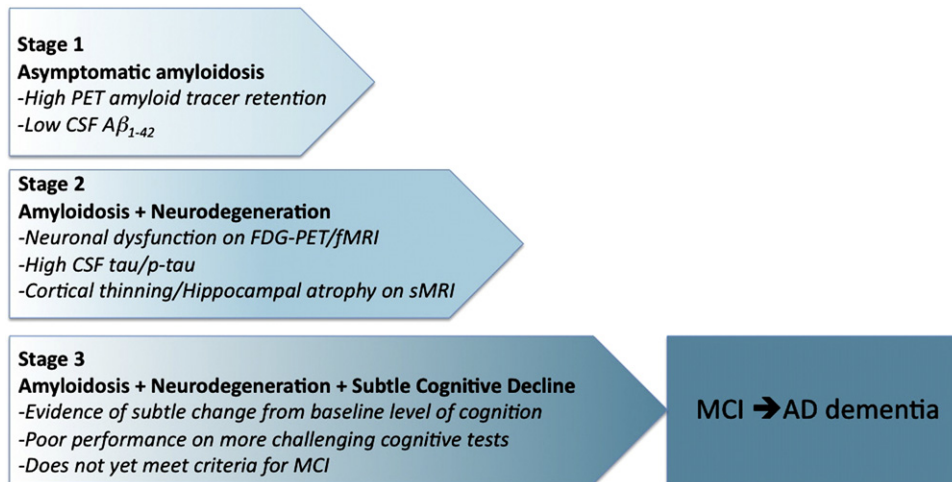 Stage 1
Asymptomatic amyloidosis
-High PET amyloid tracer retention
-Low CSF Aβ1-42
Stage 2
Amyloidosis + Neurodegeneration
-Neuronal dysfunction on FDG-PET/fMRI
-High CSF tau/p-tau
-Cortical thinning/Hippocampal atrophy on sMRI
Stage 3
Amyloidosis + Neurodegeneration + Subtle Cognitive Decline
-Evidence of subtle change from baseline level of cognition
-Poor performance on more challenging cognitive tests
-Does not yet meet criteria for MCI
MCI ➔ AD dementia